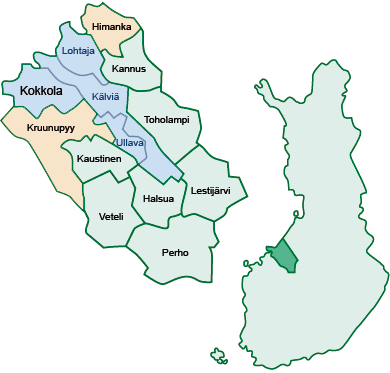 Himanka
Lohtaja
Kannus
Kokkola
Kälviä
Toholampi
Kruunupyy
Ullava
Kaustinen
Lestijärvi
Halsua
Veteli
Perho